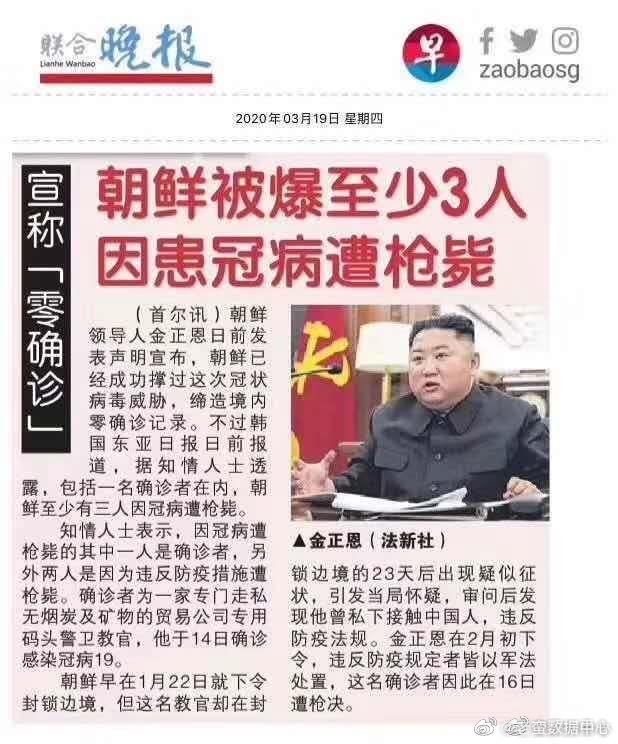 联合晚报
Lianhe Wanbao
早
zaobaosg
2020年03月19日 星期四
宣称「零确诊」
朝鲜被爆至少3人
因患冠病遭枪毙
（首尔讯）朝鲜
领导人金正恩日前发
表声明宣布，朝鲜已
经成功撑过这次冠状
病毒威胁，缔造境内
零确诊记录。不过韩
国东亚日报日前报
道，据知情人士透
露，包括一名确诊者在内，朝
鲜至少有三人因冠病遭枪毙。
知情人士表示，因冠病遭
枪毙的其中一人是确诊者，另
外两人是因为违反防疫措施遭
枪毙。确诊者为一家专门走私
无烟炭及矿物的贸易公司专用
码头警卫教官，他于14日确诊
感染冠病19。
朝鲜早在1月22日就下令
封锁边境，但这名教官却在封
▲金正恩（法新社）
锁边境的23天后出现疑似症
状，引发当局怀疑，审问后发
现他曾私下接触中国人，违反
防疫法规。金正恩在2月初下
令，违反防疫规定者皆以军法
处置，这名确诊者因此在16日
遭枪决。